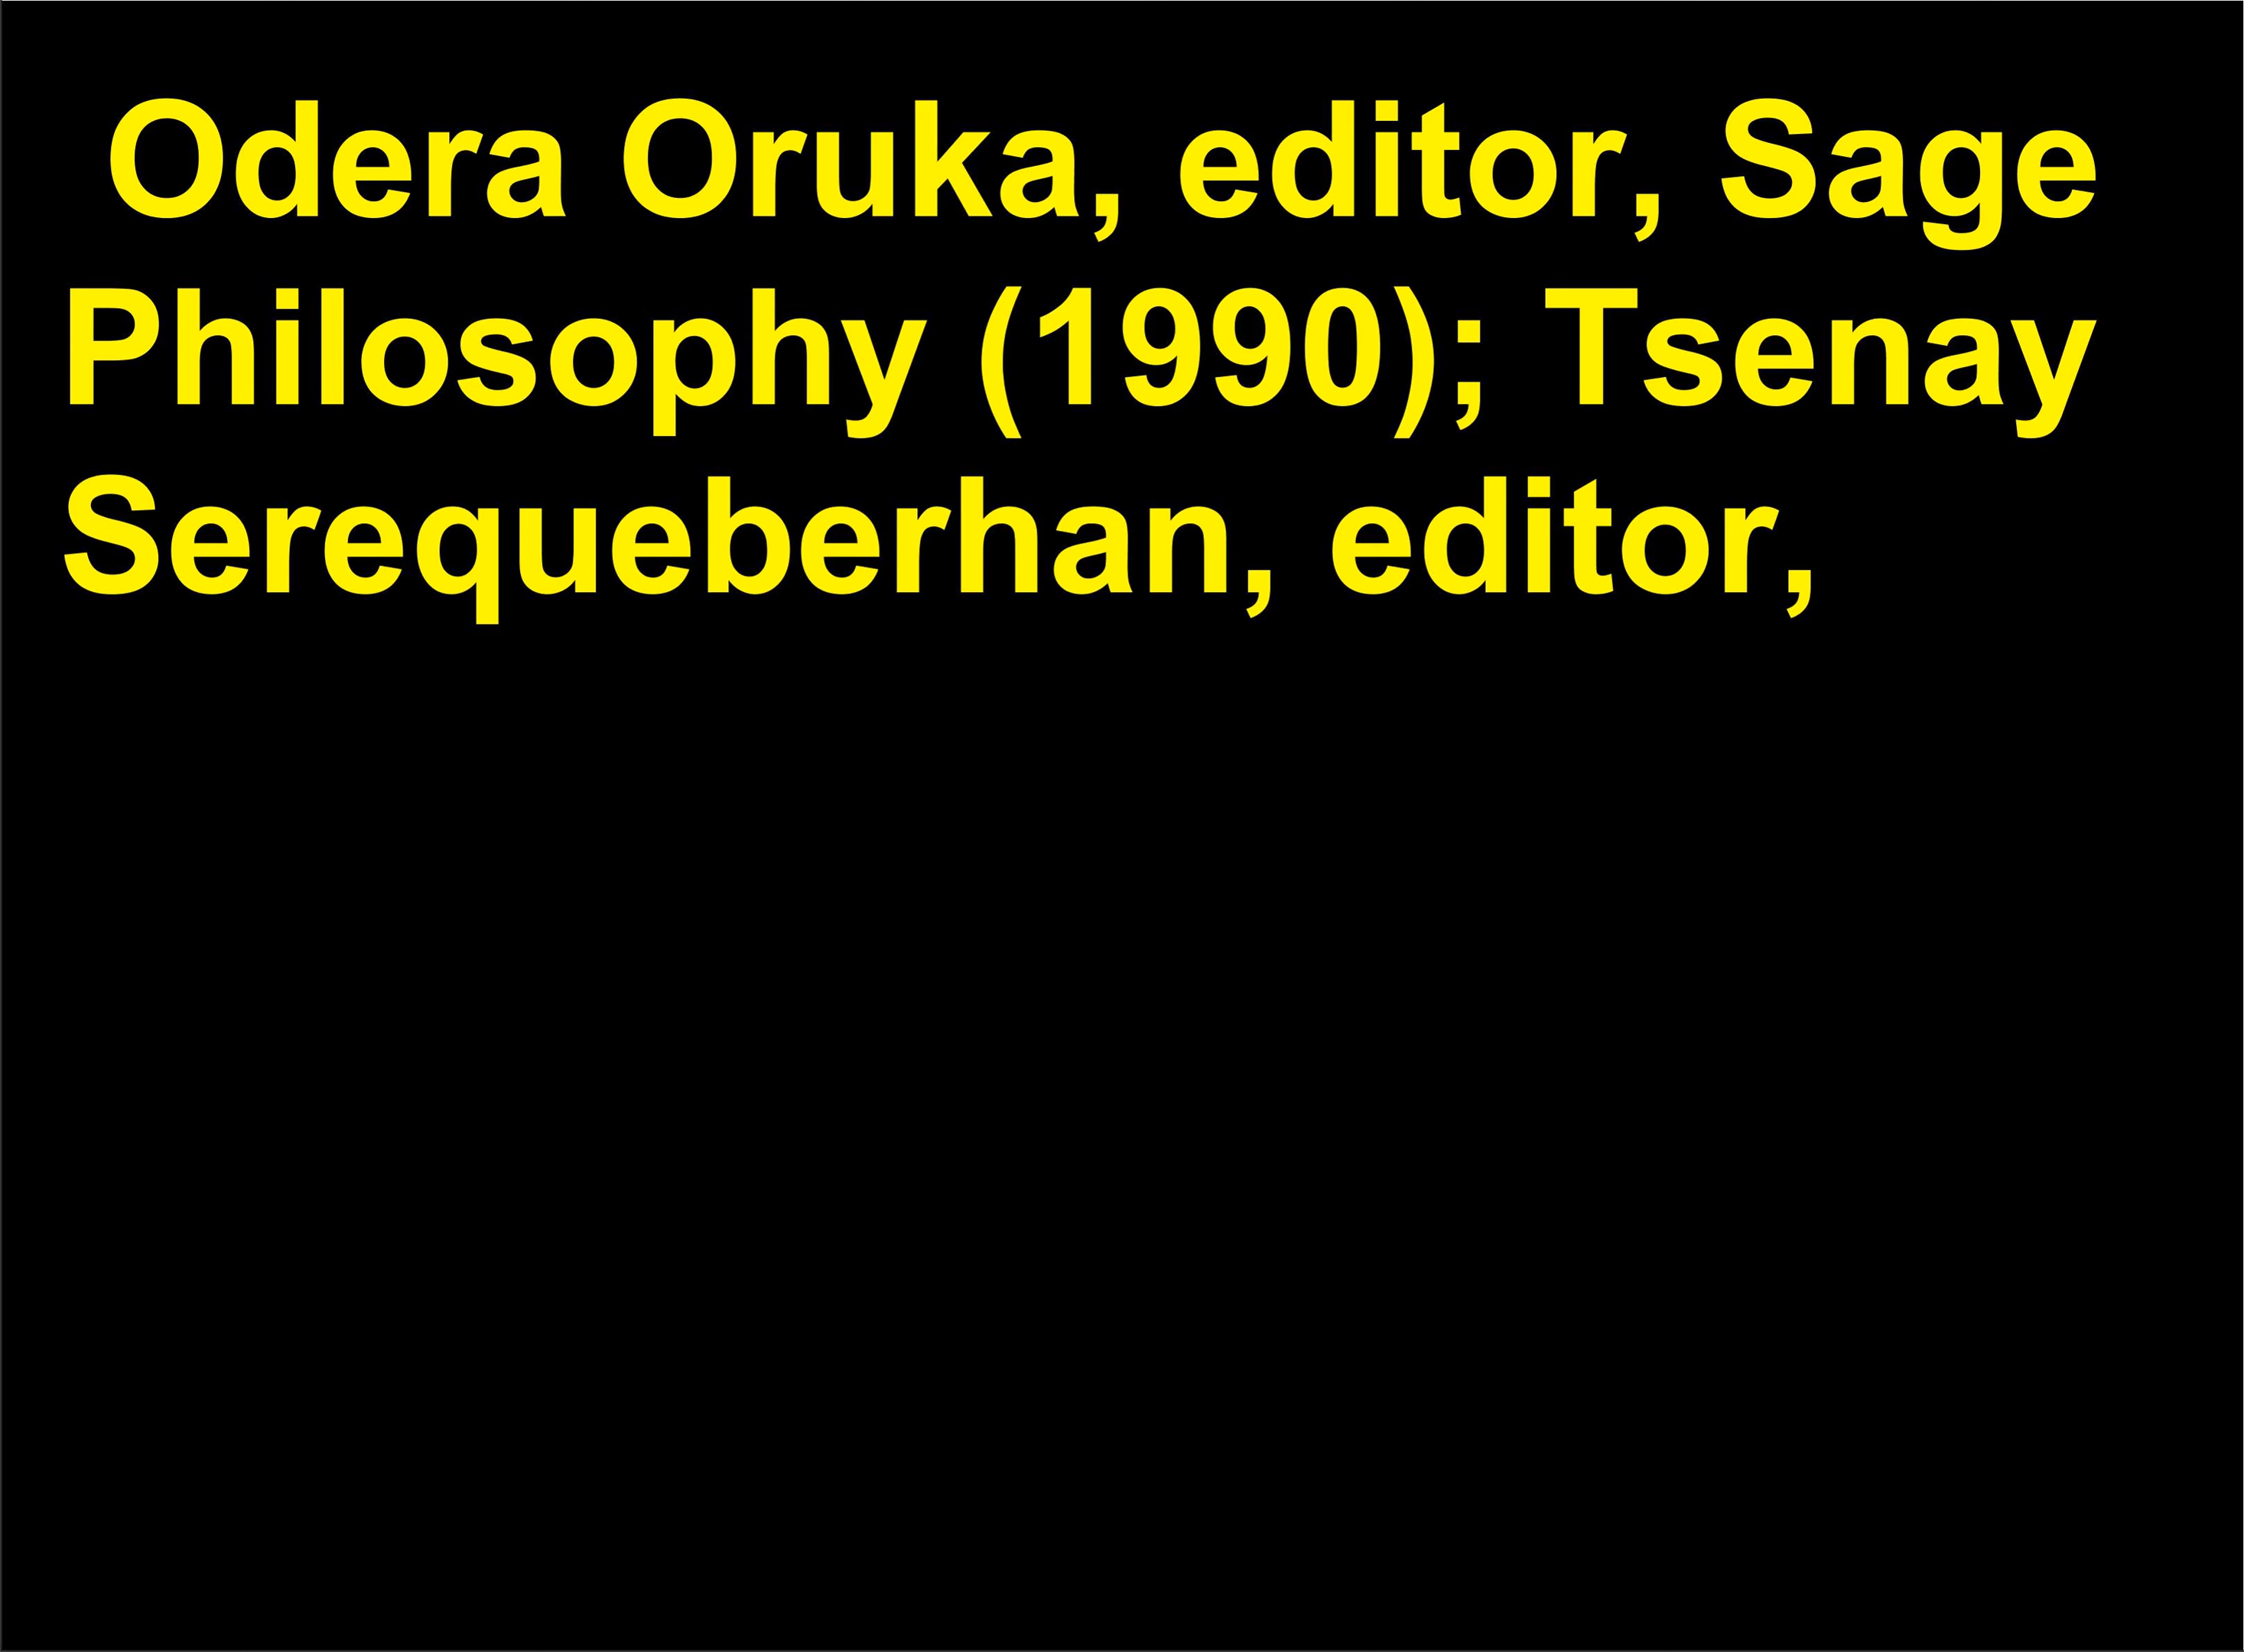 Odera Oruka, editor, Sage
Philosophy (1990); Tsenay
Serequeberhan, editor,